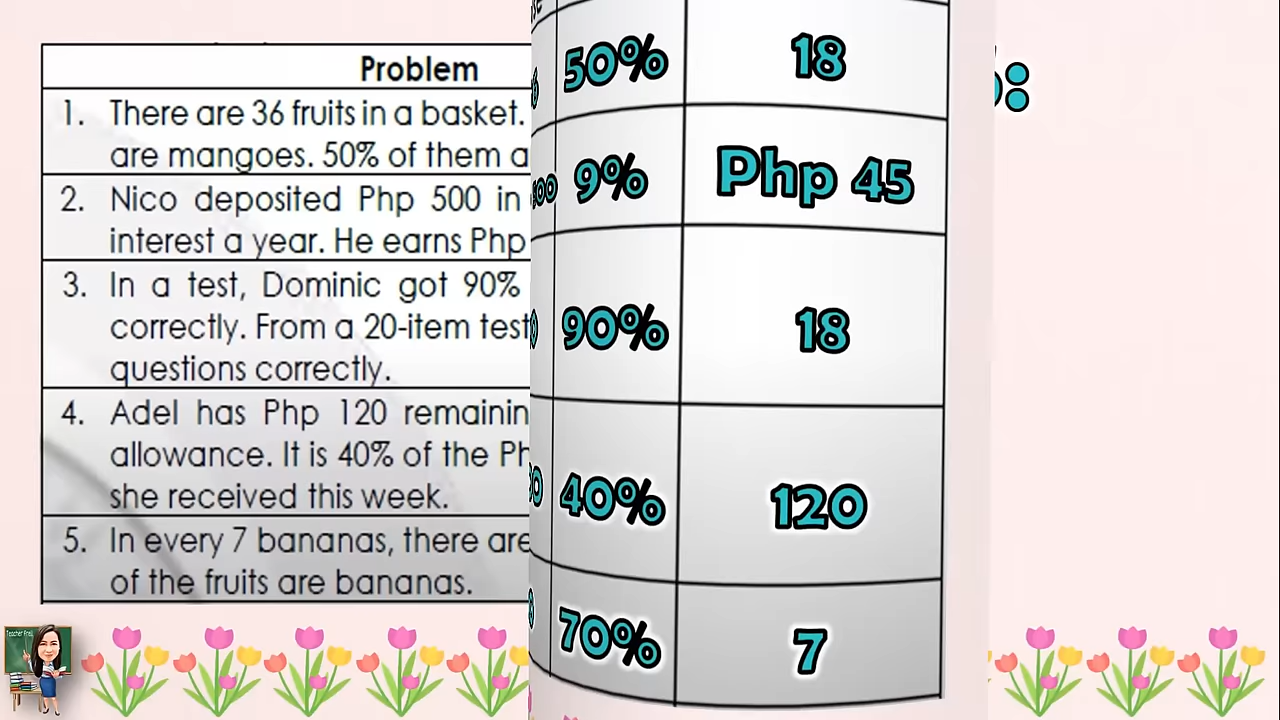 Problem
1. There are 36 fruits in a basket.
are mangoes. 50% of them a
2. Nico deposited Php 500 in
interest a year. He earns Php
3. In a test, Dominic got 90%
correctly. From a 20-item test
questions correctly.
4. Adel has Php 120 remainin
allowance. It is 40% of the Ph
she received this week.
5. In every 7 bananas, there are
of the fruits are bananas.
50% 18
500 9% Php 45
90% 18
40% 120
70% 7